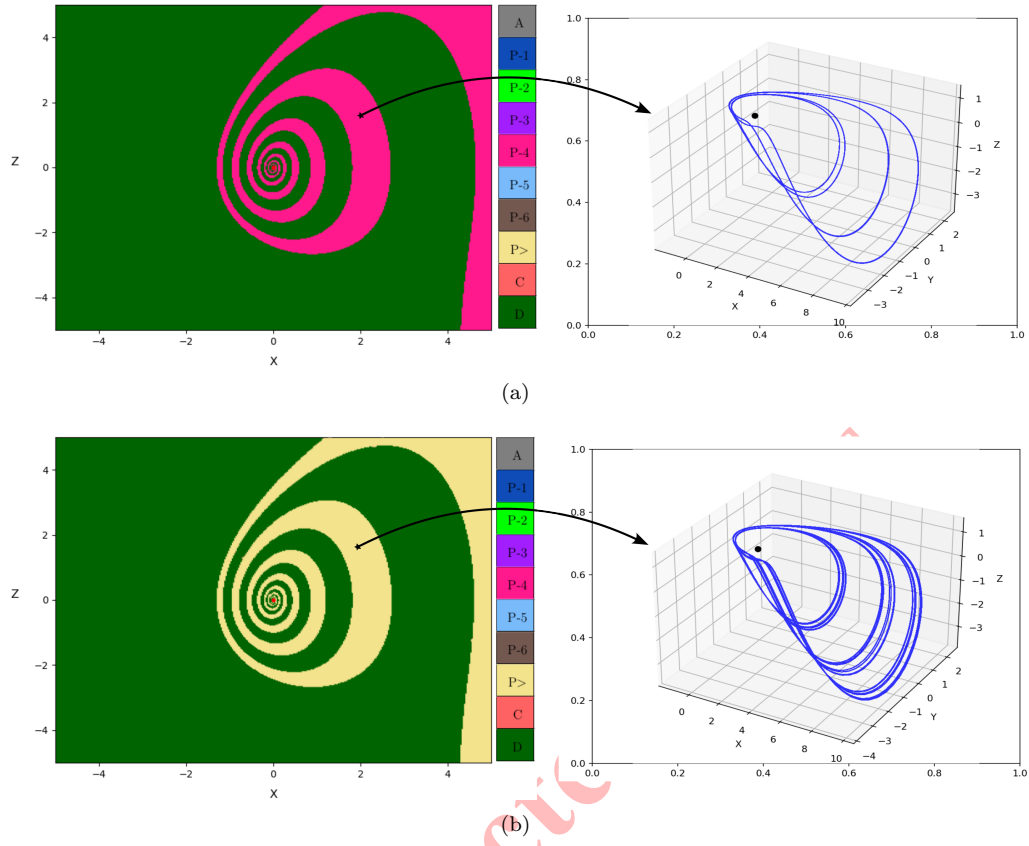 4
2
0
−2
−4
Z
−4 −2 0 2 4
X
A
P-1
P-2
P-3
P-4
P-5
P-6
P>
C
D
1.0
0.8
0.6
0.4
0.2
0.0
0.0 0.2 0.4 0.6 0.8 1.0
0 2 4 6 8 10
X
−3 −2 −1 0 1 2
Y
1
0
−1
−2
−3
Z
(a)
4
2
0
−2
−4
Z
−4 −2 0 2 4
X
A
P-1
P-2
P-3
P-4
P-5
P-6
P>
C
D
1.0
0.8
0.6
0.4
0.2
0.0
0.0 0.2 0.4 0.6 0.8 1.0
0 2 4 6 8 10
X
−4 −3 −2 −1 0 1 2
Y
1
0
−1
−2
−3
Z
(b)